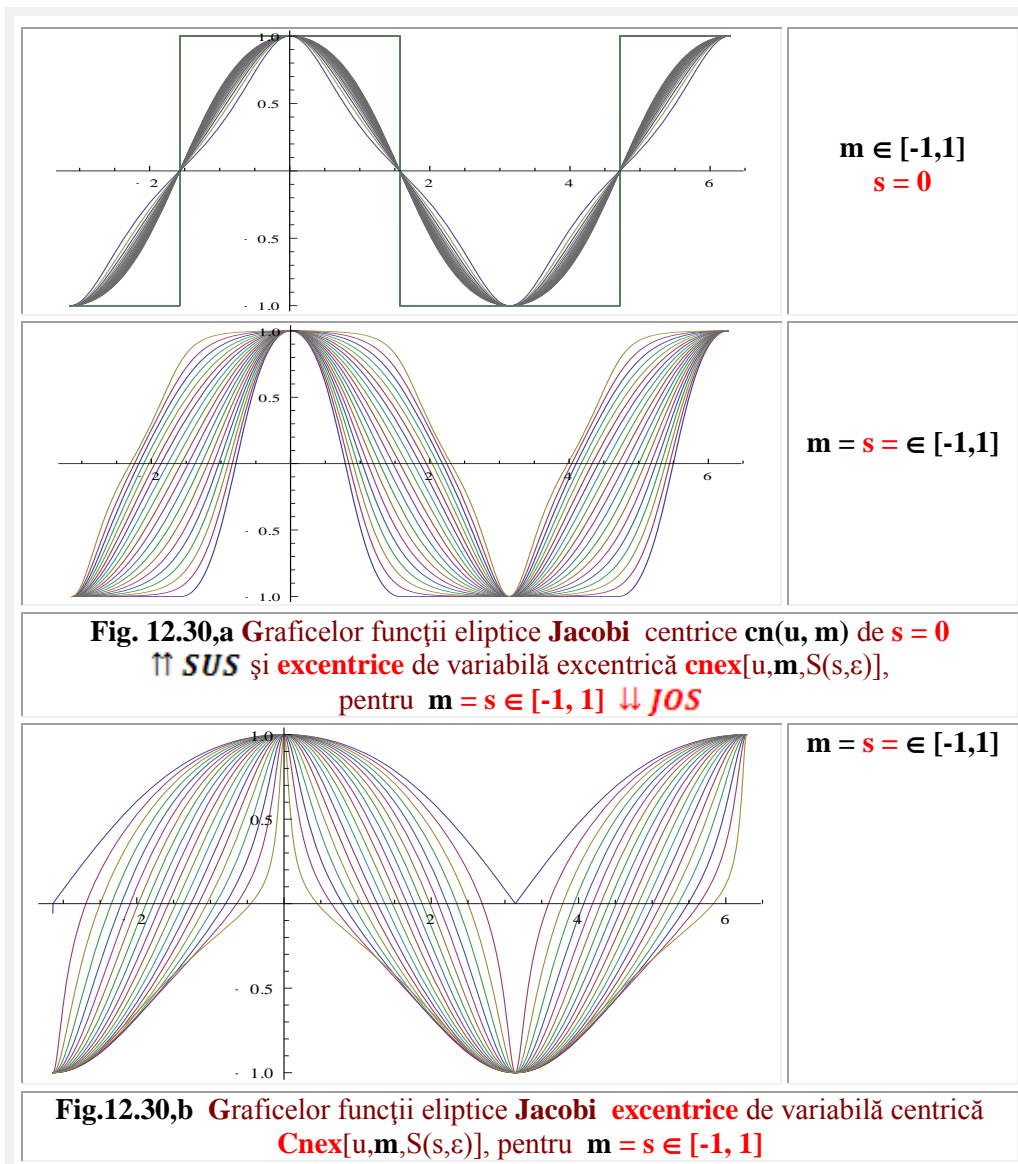 1.0
0.5
- 2
2
4
6
- 0.5
- 1.0
m ∈ [-1,1]
s = 0
1.0
0.5
2
2
4
6
- 0.5
- 1.0
m = s = ∈ [-1,1]
Fig. 12.30,a Graficelor funcţii eliptice Jacobi centrice cn(u, m) de s = 0
⇈ SUS şi excentrice de variabilă excentrică cnex[u,m,S(s,ε)],
pentru m = s ∈ [-1, 1] ⇊ JOS
1.0
0.5
- 2
2
4
6
- 0.5
- 1.0
m = s = ∈ [-1,1]
Fig.12.30,b Graficelor funcţii eliptice Jacobi excentrice de variabilă centrică
Cnex[u,m,S(s,ε)], pentru m = s ∈ [-1, 1]